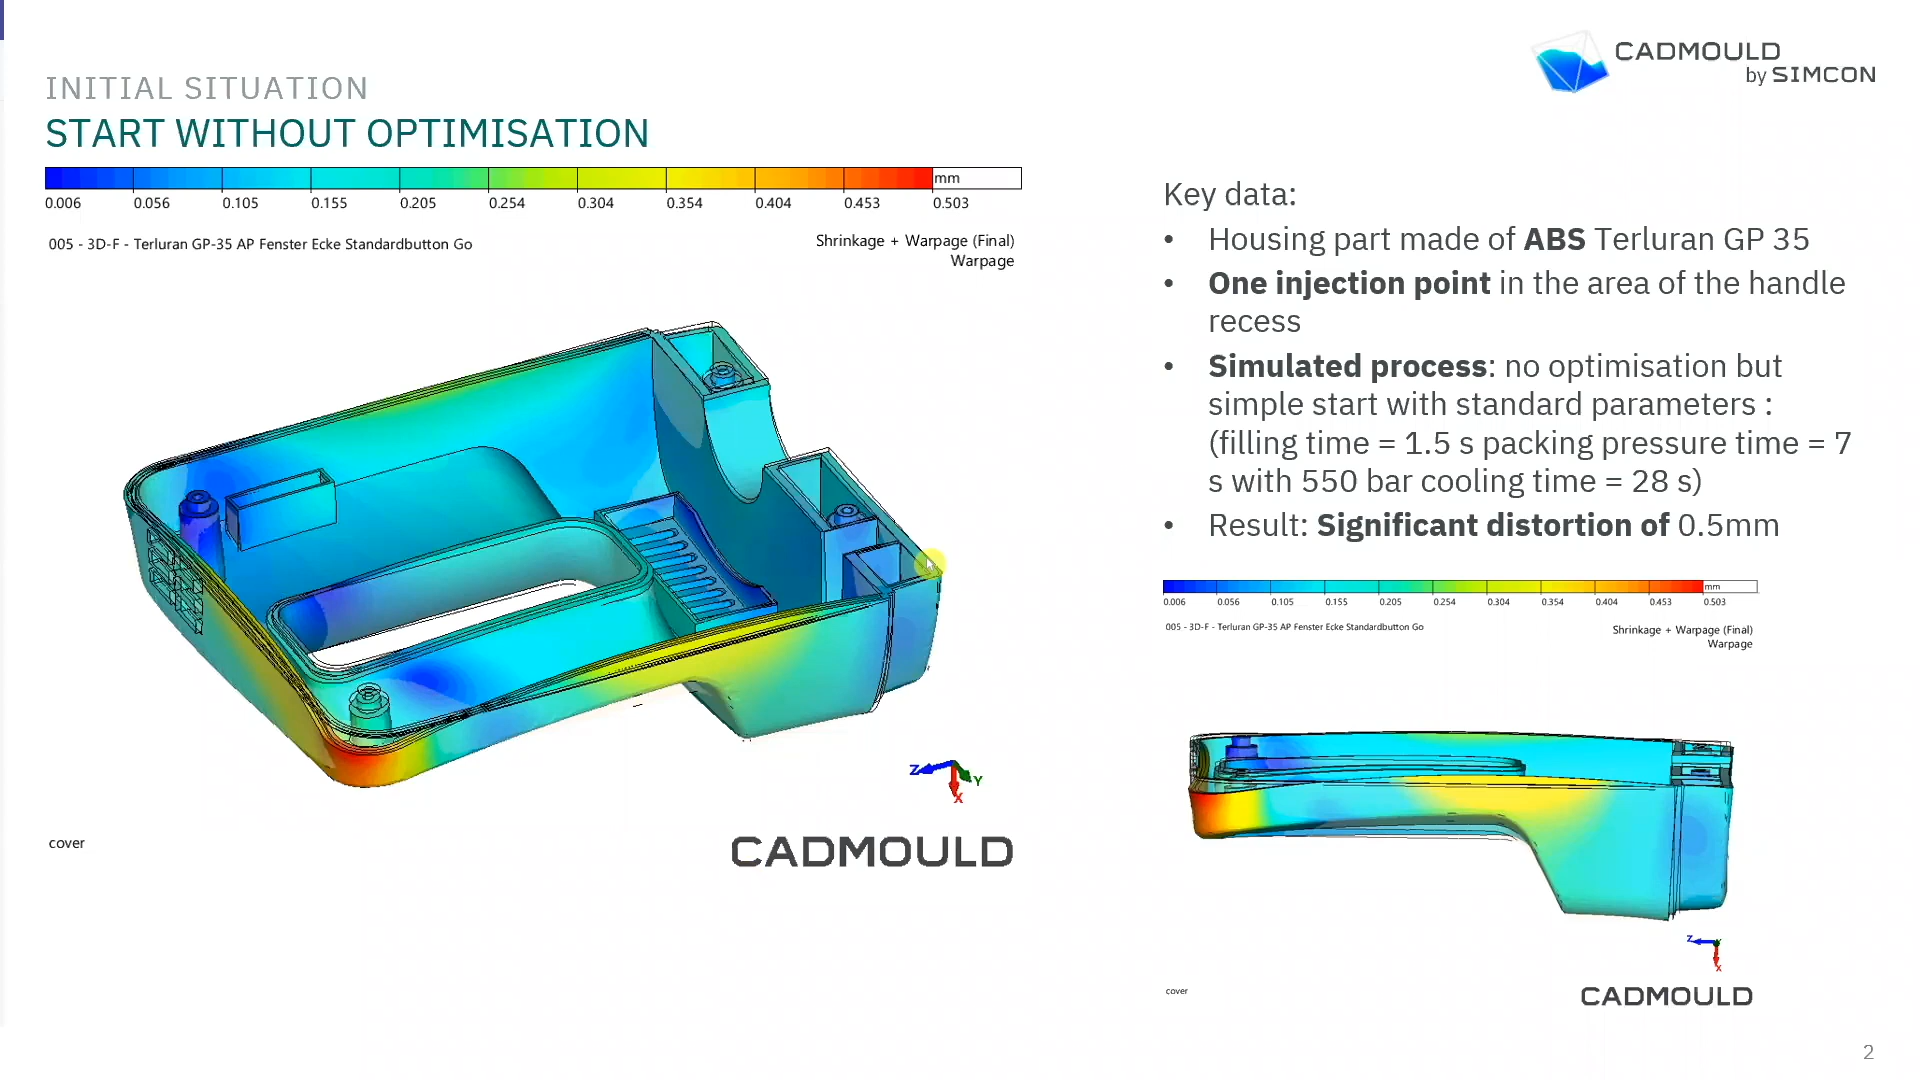 INITIAL SITUATION
START WITHOUT OPTIMISATION
CADMOULD
by SIMCON
mm
0.006 0.056 0.105 0.155 0.205 0.254 0.304 0.354 0.404 0.453 0.503
005 - 3D-F - Terluran GP-35 AP Fenster Ecke Standardbutton Go
Shrinkage + Warpage (Final)
Warpage
Z
Y
X
cover
CADMOULD
Key data:
• Housing part made of ABS Terluran GP 35
• One injection point in the area of the handle
recess
• Simulated process: no optimisation but
simple start with standard parameters :
(filling time = 1.5 s packing pressure time = 7
s with 550 bar cooling time = 28 s)
• Result: Significant distortion of 0.5mm
mm
0.006 0.056 0.105 0.155 0.205 0.254 0.304 0.354 0.404 0.453 0.503
005 - 3D-F - Terluran GP-35 AP Fenster Ecke Standardbutton Go
Shrinkage + Warpage (Final)
Warpage
Z
X
cover
CADMOULD
2